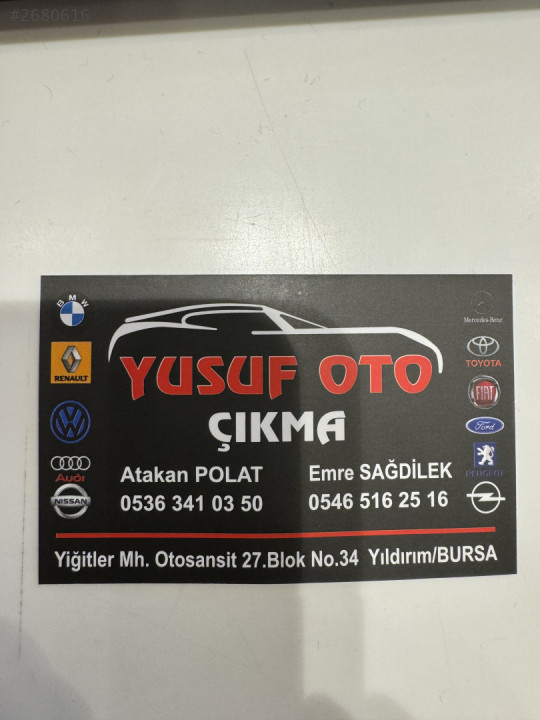 #2680616
BMW
RENAULT
Audi
NISSAN
Mercedes-Benz
TOYOTA
FIAT
Ford
PEUGEOT
YUSUF OTO
ÇIKMA
Atakan POLAT
0536 341 03 50
Emre SAĞDİLEK
0546 516 25 16
Yiğitler Mh. Otosansit 27.Blok No.34 Yıldırım/BURSA